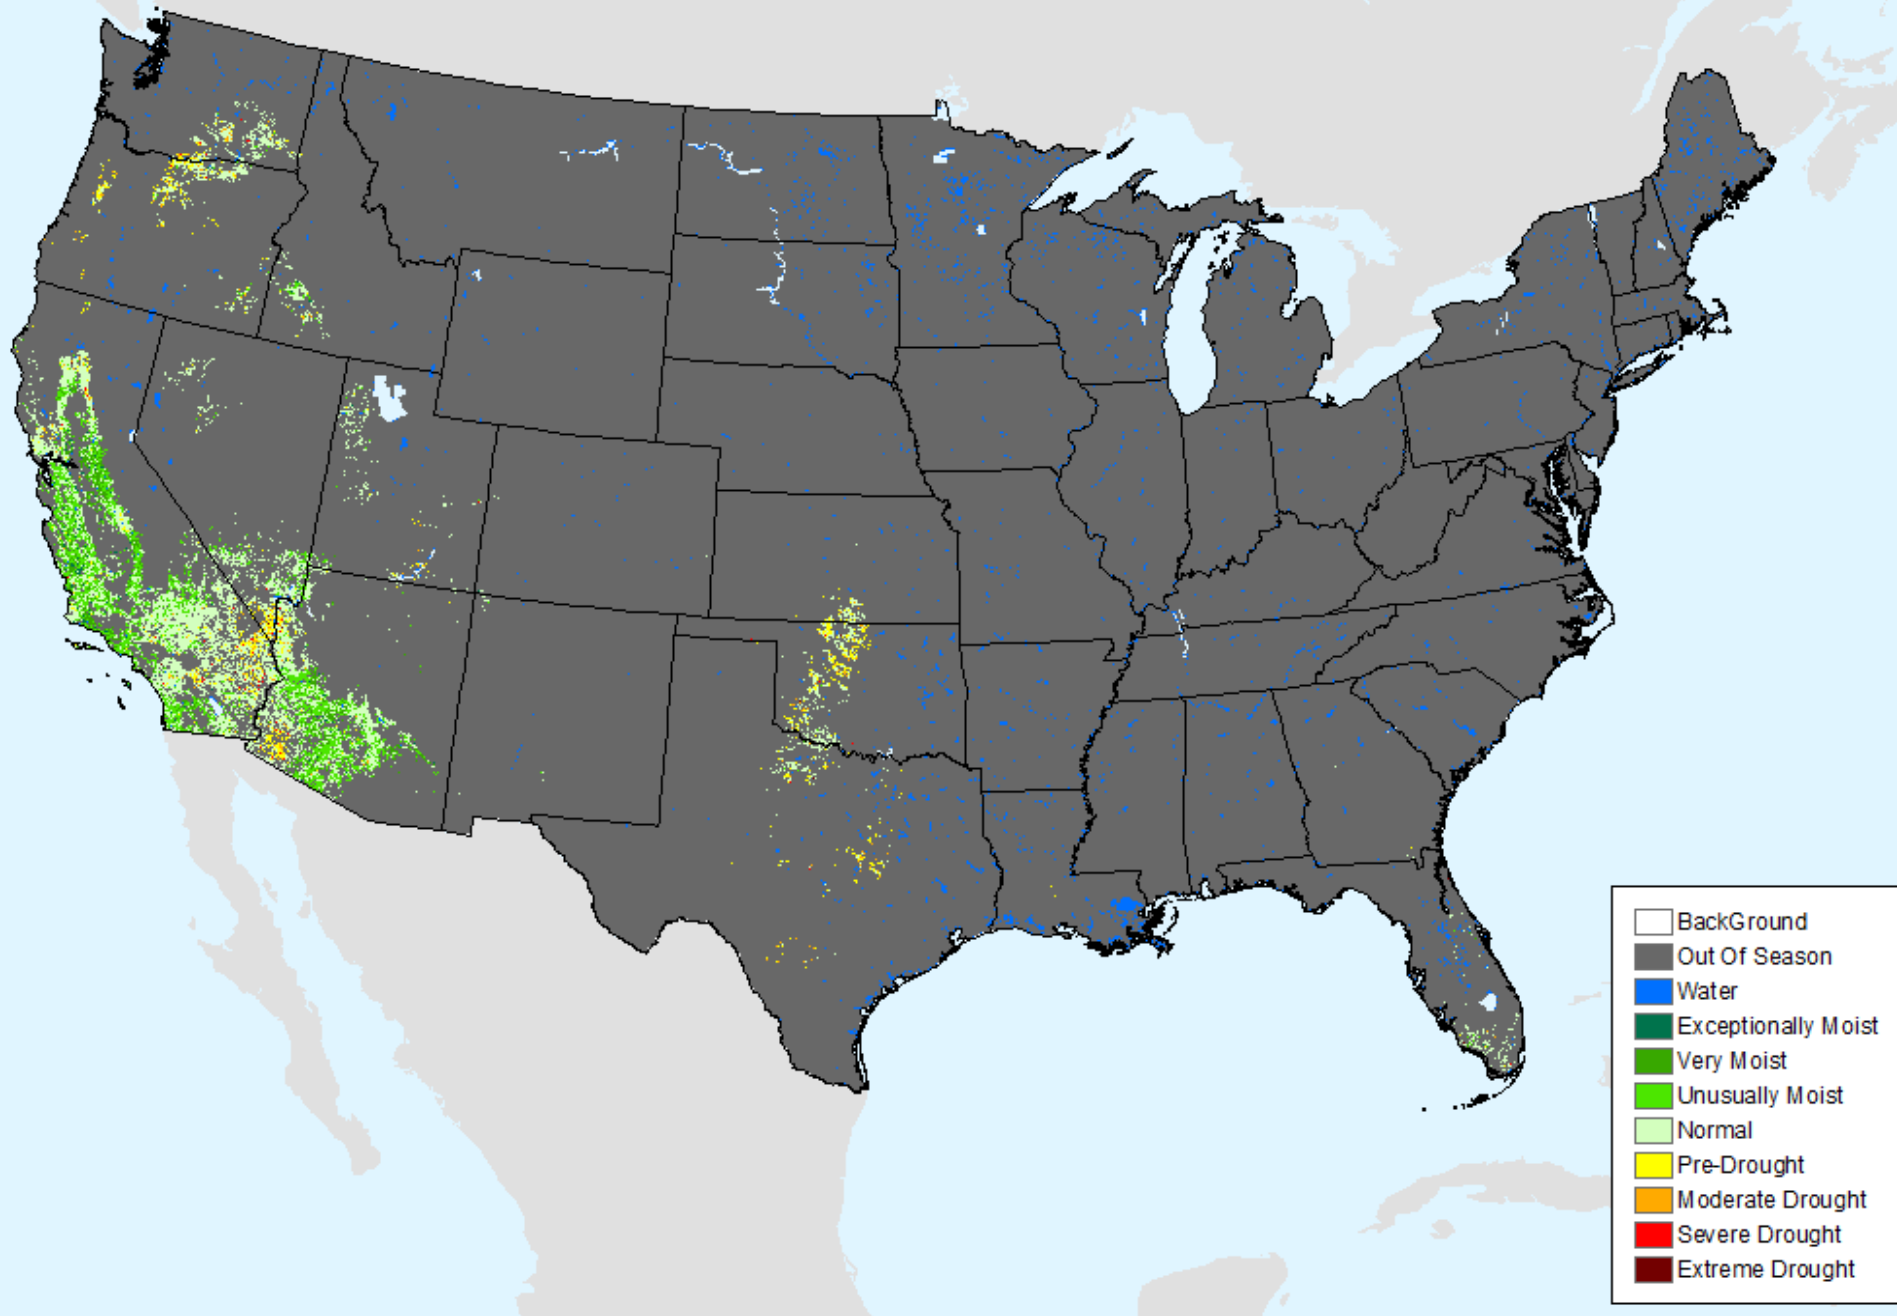 BackGround
Out Of Season
Water
Exceptionally Moist
Very Moist
Unusually Moist
Normal
Pre-Drought
Moderate Drought
Severe Drought
Extreme Drought